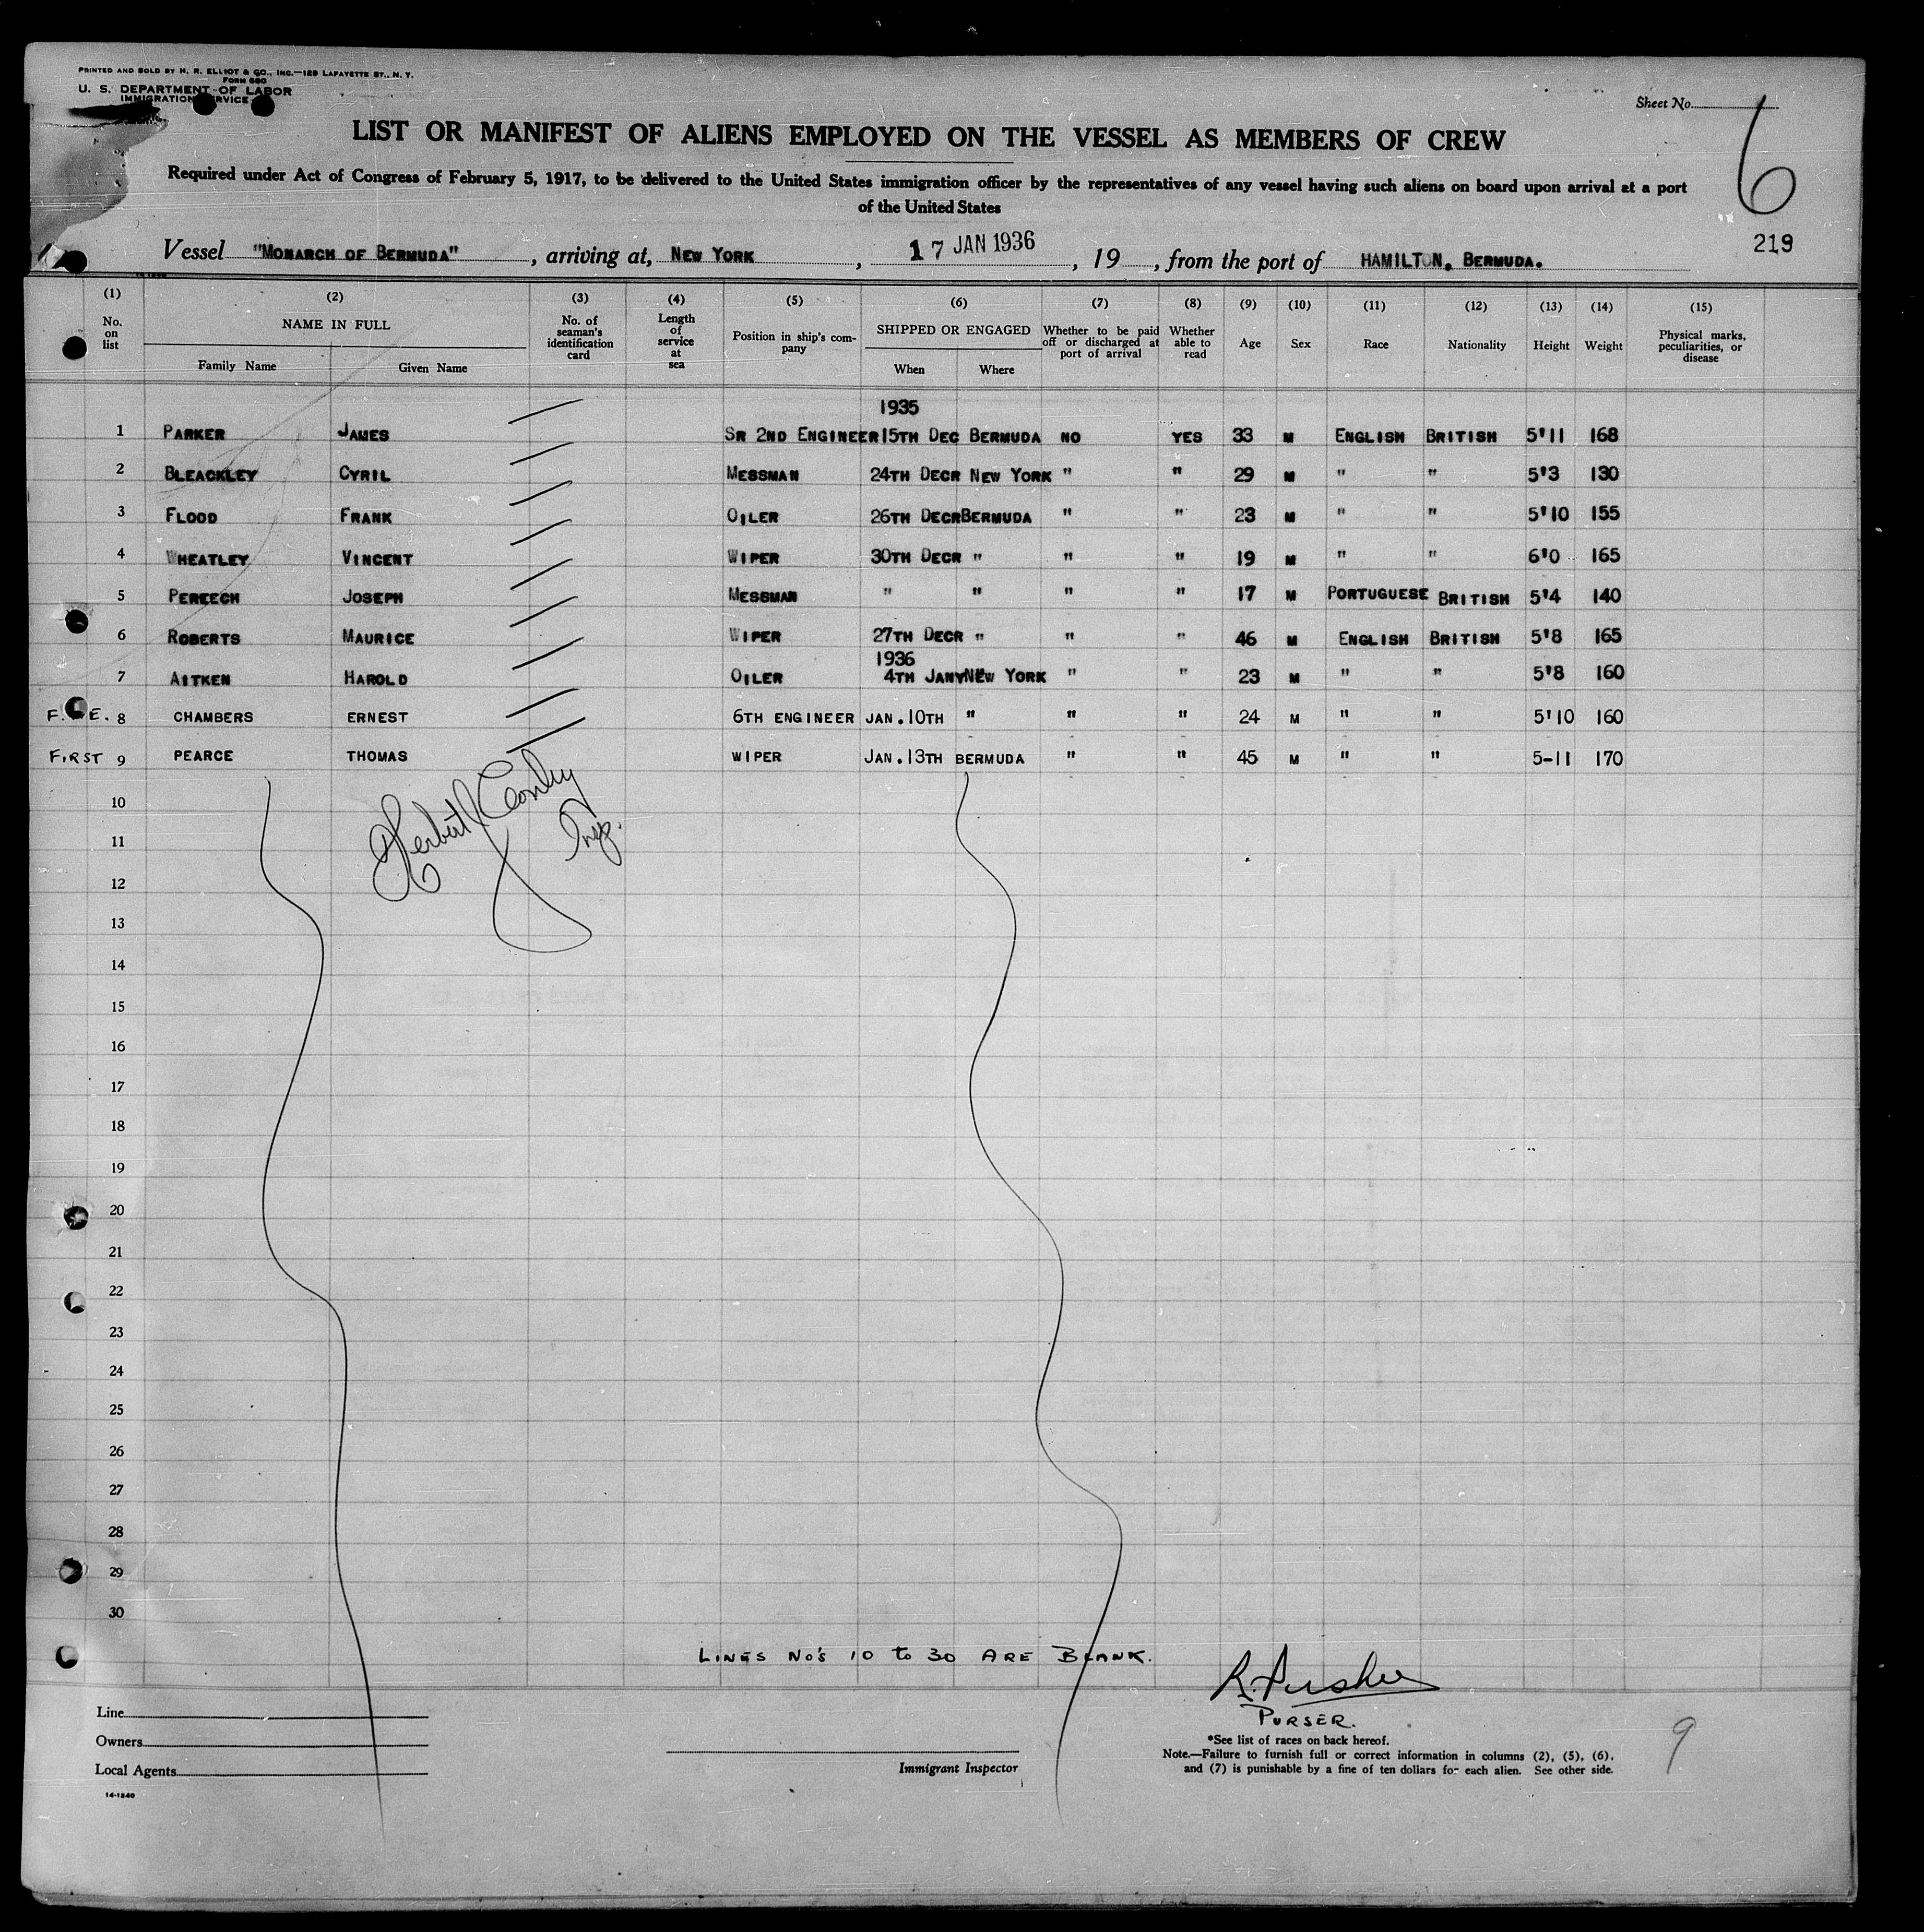 PRINTED AND SOLD BY H. R. ELLIOT & CO., INC.—129 LAFAYETTE ST., N. Y.
FORM 680
U. S. DEPARTMENT OF LABOR
IMMIGRATION SERVICE
Sheet No.
6
LIST OR MANIFEST OF ALIENS EMPLOYED ON THE VESSEL AS MEMBERS OF CREW
Required under Act of Congress of February 5, 1917, to be delivered to the United States immigration officer by the representatives of any vessel having such aliens on board upon arrival at a port
of the United States
219
Vessel "MONARCH OF BERMUDA", arriving at, NEW YORK, 17 JAN 1936, 19, from the port of HAMILTON, BERMUDA.
(1) (2) (3) (4) (5) (6) (7) (8) (9) (10) (11) (12) (13) (14) (15)
No. on list NAME IN FULL Family Name Given Name No. of seaman's identification card Length of service at sea Position in ship's company SHIPPED OR ENGAGED When Where Whether to be paid off or discharged at port of arrival Whether able to read Age Sex Race Nationality Height Weight Physical marks, peculiarities, or disease
1935
1 PARKER JAMES SR 2ND ENGINEER 15TH DEC BERMUDA NO YES 33 M ENGLISH BRITISH 5'11 168
2 BLEACKLEY CYRIL MESSMAN 24TH DECR NEW YORK " " 29 M " " 5'3 130
3 FLOOD FRANK OILER 26TH DECR BERMUDA " " 23 M " " 5'10 155
4 WHEATLEY VINCENT WIPER 30TH DECR " " " 19 M " " 6'0 165
5 PEREECH JOSEPH MESSMAN " " " " 17 M PORTUGUESE BRITISH 5'4 140
6 ROBERTS MAURICE WIPER 27TH DECR " " " 46 M ENGLISH BRITISH 5'8 165
1936
7 AITKEN HAROLD OILER 4TH JANY NEW YORK " " 23 M " " 5'8 160
8 CHAMBERS ERNEST 6TH ENGINEER JAN.10TH " " " 24 M " " 5'10 160
FIRST 9 PEARCE THOMAS WIPER JAN.13TH BERMUDA " " 45 M " " 5-11 170
Herbert
Insp.
10
11
12
13
14
15
16
17
18
19
20
21
22
23
24
25
26
27
28
29
30
LINES No's 10 to 30 ARE BLANK.
PURSER.
Line
Owners
Local Agents
14-1240
Immigrant Inspector
*See list of races on back hereof.
Note.—Failure to furnish full or correct information in columns (2), (5), (6),
and (7) is punishable by a fine of ten dollars for each alien. See other side.
9